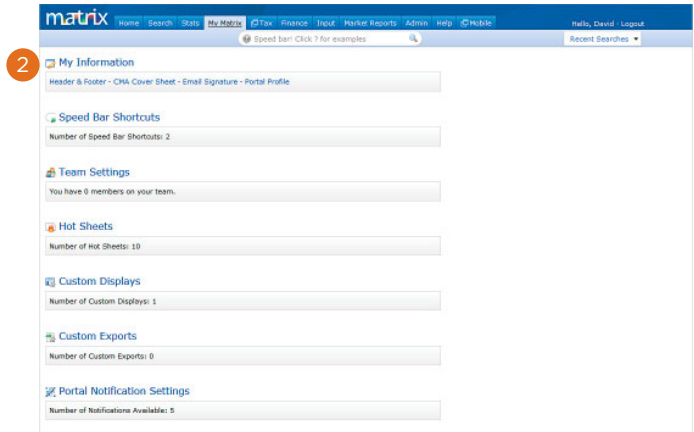 matrix Home Search Stats My Matrix Tax Finance Input Market Reports Admin Help Mobile Hello, David · Logout
Speed bar! Click ? for examples Recent Searches
2
My Information
Header & Footer - CMA Cover Sheet - Email Signature - Portal Profile
Speed Bar Shortcuts
Number of Speed Bar Shortcuts: 2
Team Settings
You have 0 members on your team.
Hot Sheets
Number of Hot Sheets: 10
Custom Displays
Number of Custom Displays: 1
Custom Exports
Number of Custom Exports: 0
Portal Notification Settings
Number of Notifications Available: 5